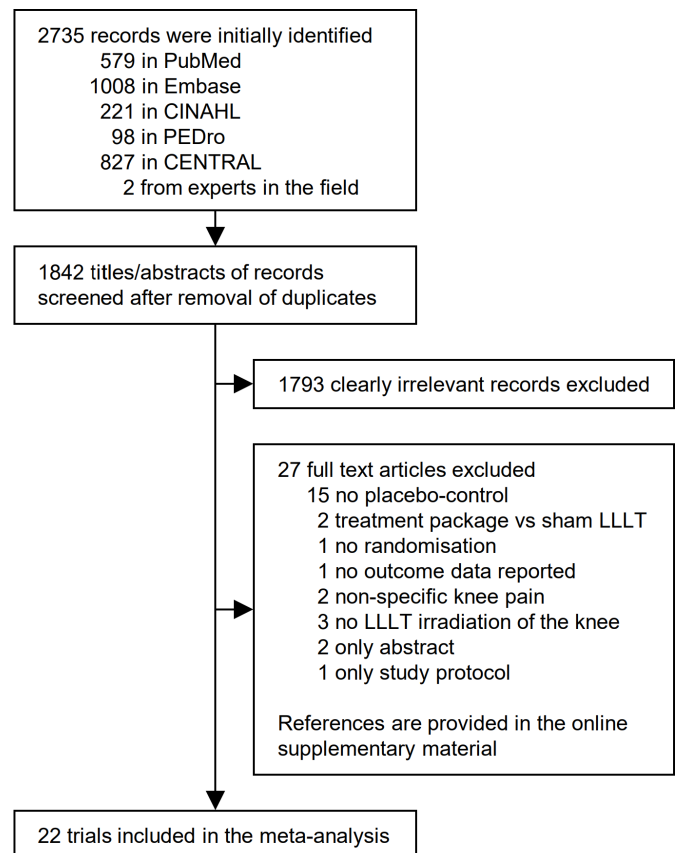 2735 records were initially identified
579 in PubMed
1008 in Embase
221 in CINAHL
98 in PEDro
827 in CENTRAL
2 from experts in the field
1842 titles/abstracts of records
screened after removal of duplicates
1793 clearly irrelevant records excluded
27 full text articles excluded
15 no placebo-control
2 treatment package vs sham LLLT
1 no randomisation
1 no outcome data reported
2 non-specific knee pain
3 no LLLT irradiation of the knee
2 only abstract
1 only study protocol
References are provided in the online
supplementary material
22 trials included in the meta-analysis